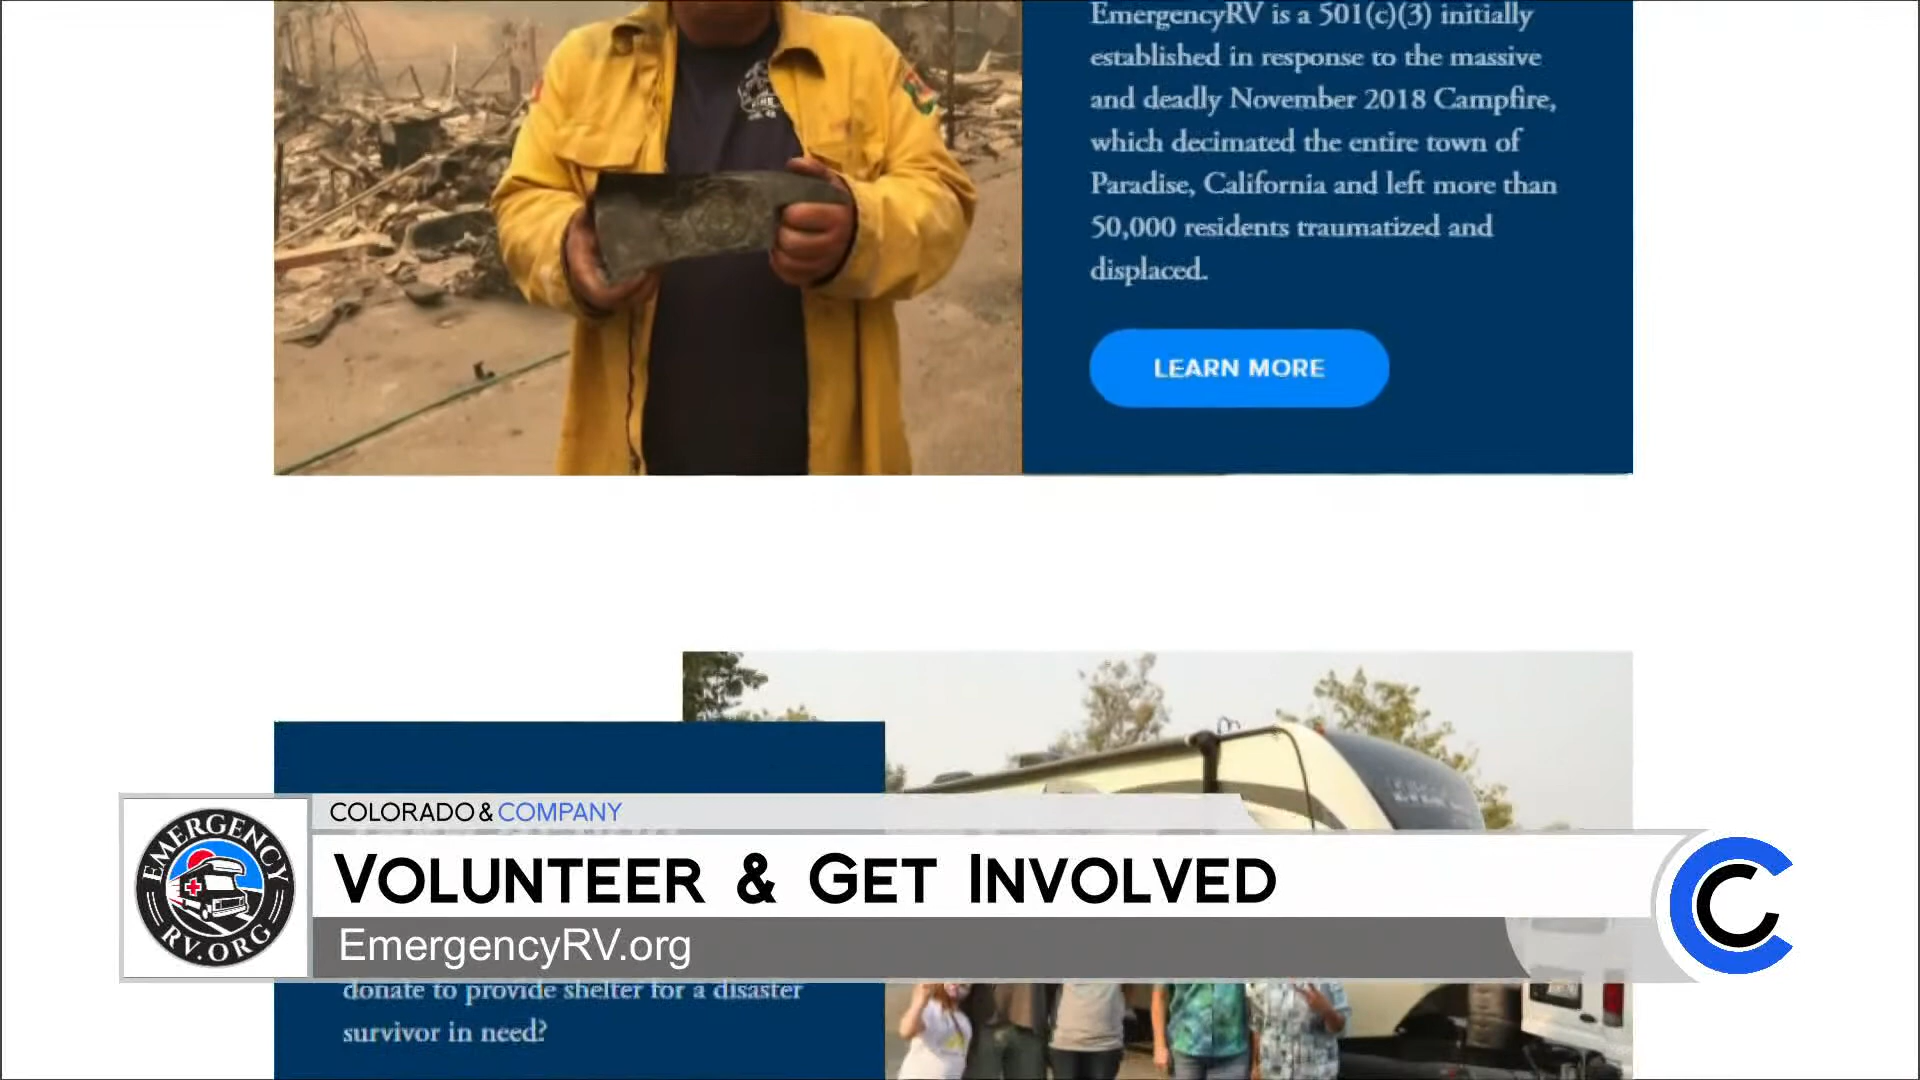 EmergencyRV is a 501(c)(3) initially
established in response to the massive
and deadly November 2018 Campfire,
which decimated the entire town of
Paradise, California and left more than
50,000 residents traumatized and
displaced.
LEARN MORE
COLORADO&COMPANY
VOLUNTEER & GET INVOLVED
EmergencyRV.org
EMERGENCY
RV.ORG
donate to provide shelter for a disaster
survivor in need?